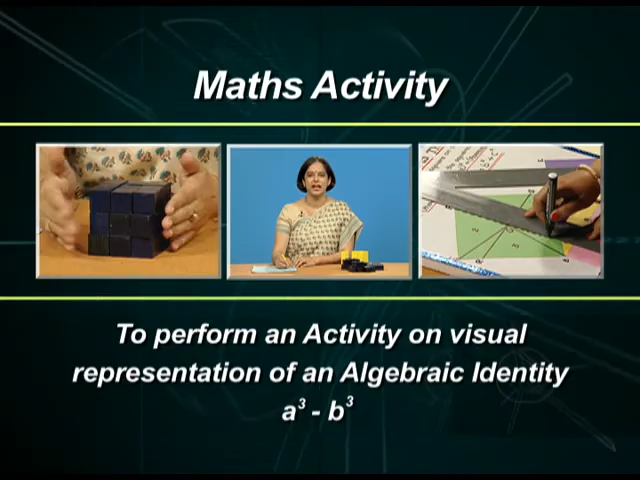 Maths Activity
To perform an Activity on visual
representation of an Algebraic Identity
a³ - b³